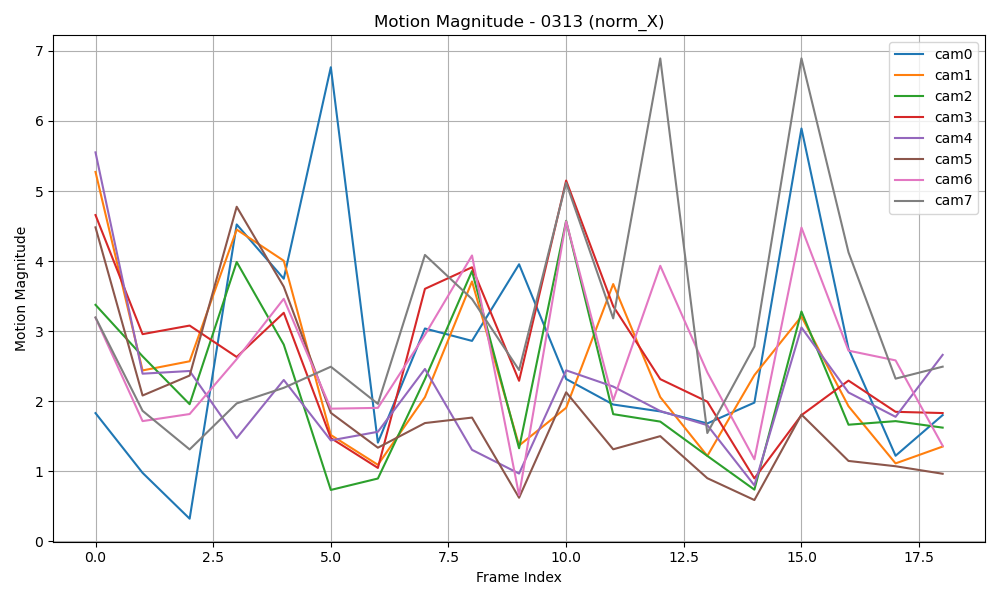 Motion Magnitude - 0313 (norm_X)
Motion Magnitude
7
6
5
4
3
2
1
0
0.0
2.5
5.0
7.5
10.0
12.5
15.0
17.5
Frame Index
cam0
cam1
cam2
cam3
cam4
cam5
cam6
cam7